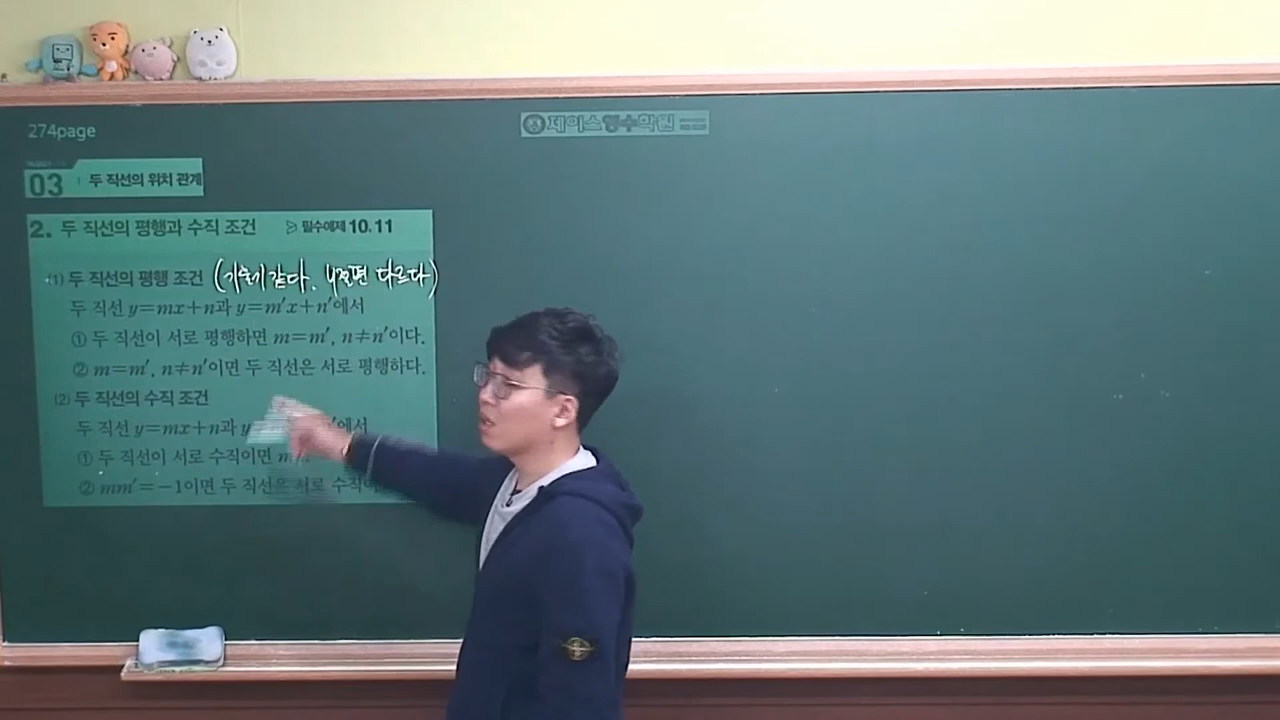 274page
제이스영수학원
03 두 직선의 위치 관계
2. 두 직선의 평행과 수직 조건 ▷ 필수예제 10. 11
(1) 두 직선의 평행 조건 (기울기 같다, y절편 다르다)
두 직선 y=mx+n과 y=m′x+n′에서
① 두 직선이 서로 평행하면 m=m′, n≠n′이다.
② m=m′, n≠n′이면 두 직선은 서로 평행하다.
(2) 두 직선의 수직 조건
두 직선 y=mx+n과 y ′에서
① 두 직선이 서로 수직이면 m
② mm′=-1이면 두 직선은 서로 수직